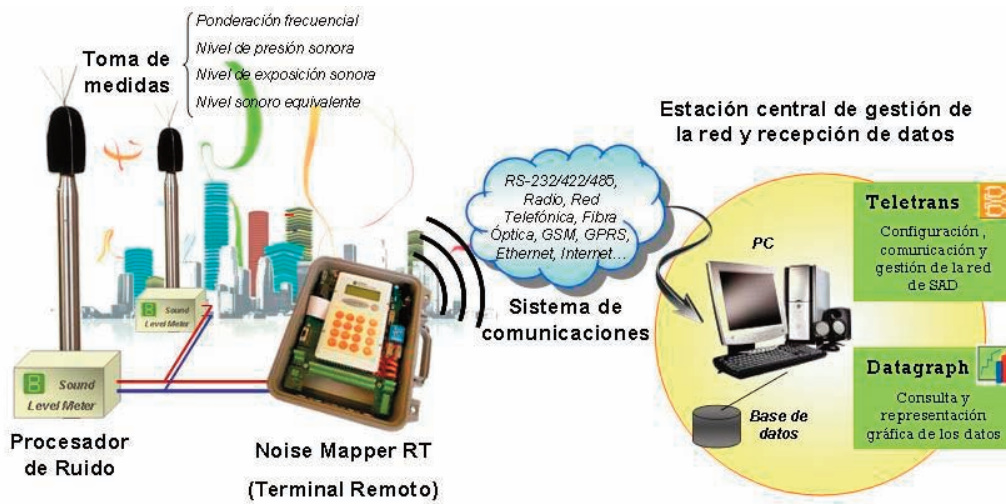 Toma de
medidas
Ponderación frecuencial
Nivel de presión sonora
Nivel de exposición sonora
Nivel sonoro equivalente
B Sound
Level Meter
B Sound
Level Meter
Procesador
de Ruido
Noise Mapper RT
(Terminal Remoto)
RS-232/422/485,
Radio, Red
Telefónica, Fibra
Óptica, GSM, GPRS,
Ethernet, Internet...
Sistema de
comunicaciones
Estación central de gestión de
la red y recepción de datos
PC
Base de
datos
Teletrans
Configuración,
comunicación y
gestión de la red
de SAD
Datagraph
Consulta y
representación
gráfica de los datos